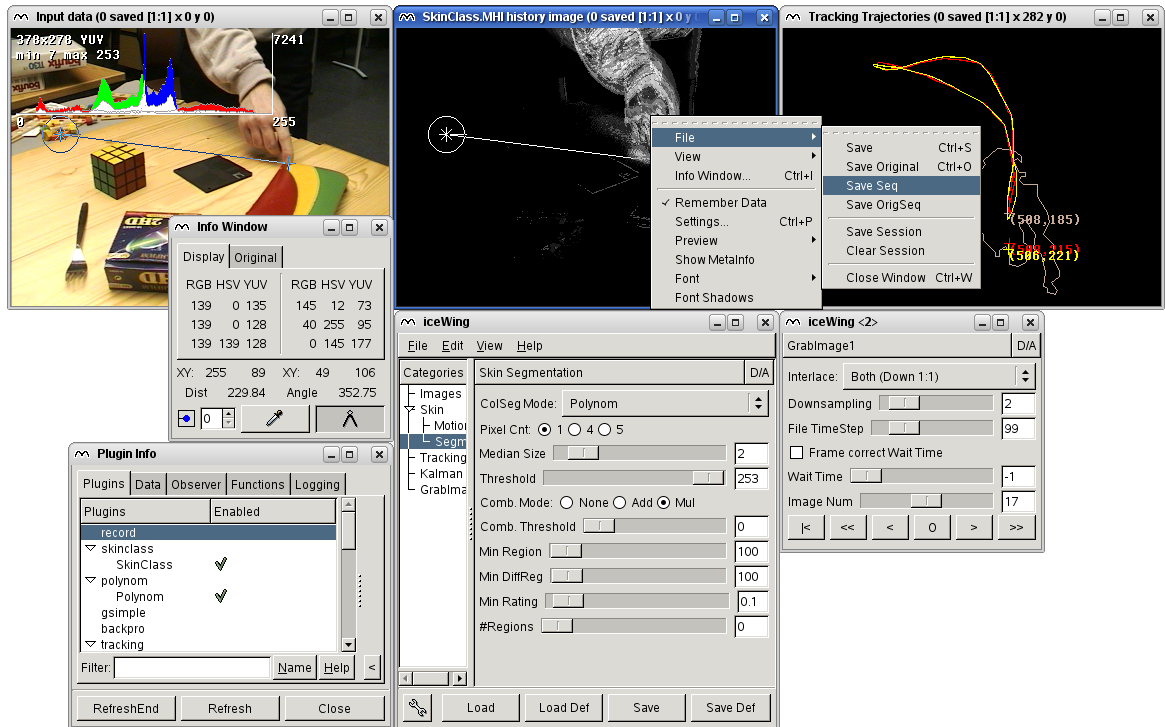 Input data (0 saved [1:1] x 0 y 0)
378x278 YUV
min 7 max 253
7241
0
255
SkinClass.MHI history image (0 saved [1:1] x 0 y
Tracking Trajectories (0 saved [1:1] x 282 y 0)
(508,185)
(506,221)
File
View
Info Window... Ctrl+I
Remember Data
Settings... Ctrl+P
Preview
Show MetaInfo
Font
Font Shadows
Save Ctrl+S
Save Original Ctrl+O
Save Seq
Save OrigSeq
Save Session
Clear Session
Close Window Ctrl+W
Info Window
Display Original
RGB HSV YUV RGB HSV YUV
139 0 135 145 12 73
139 0 128 40 255 95
139 139 128 0 145 177
XY: 255 89 XY: 49 106
Dist 229.84 Angle 352.75
0
Plugin Info
Plugins Data Observer Functions Logging
Plugins Enabled
record
skinclass
SkinClass
polynom
Polynom
gsimple
backpro
tracking
Filter: Name Help <
RefreshEnd Refresh Close
iceWing
File Edit View Help
Categories
Images
Skin
Motio
Segm
Tracking
Kalman
GrabIma
Skin Segmentation D/A
ColSeg Mode: Polynom
Pixel Cnt: 1 4 5
Median Size 2
Threshold 253
Comb. Mode: None Add Mul
Comb. Threshold 0
Min Region 100
Min DiffReg 100
Min Rating 0.1
#Regions 0
Load Load Def Save Save Def
iceWing <2>
GrabImage1 D/A
Interlace: Both (Down 1:1)
Downsampling 2
File TimeStep 99
Frame correct Wait Time
Wait Time -1
Image Num 17
|< << < O > >>